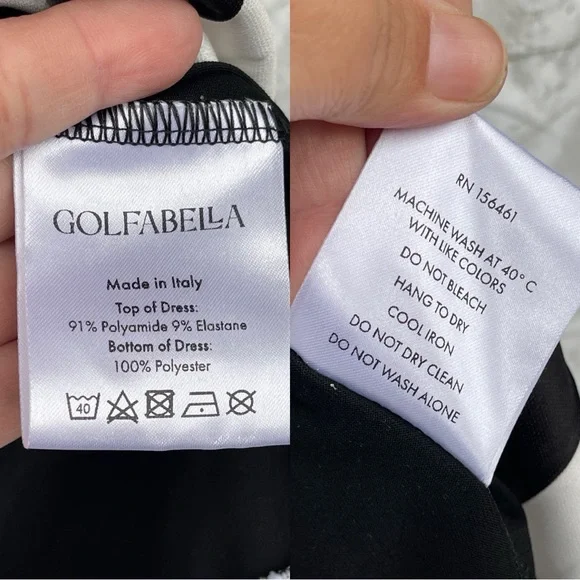 GOLFABELLA
Made in Italy
Top of Dress:
91% Polyamide 9% Elastane
Bottom of Dress:
100% Polyester
40
RN 156461
MACHINE WASH AT 40° C
WITH LIKE COLORS
DO NOT BLEACH
HANG TO DRY
COOL IRON
DO NOT DRY CLEAN
DO NOT WASH ALONE